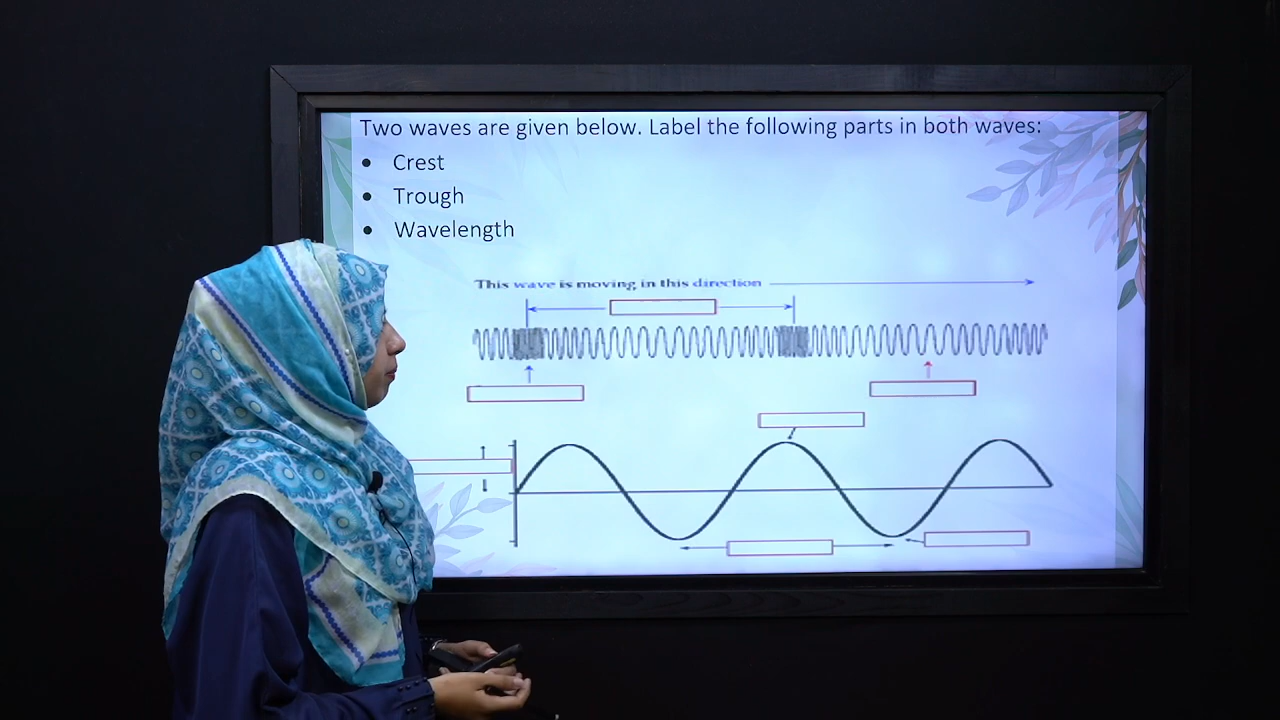 Two waves are given below. Label the following parts in both waves:
• Crest
• Trough
• Wavelength
This wave is moving in this direction